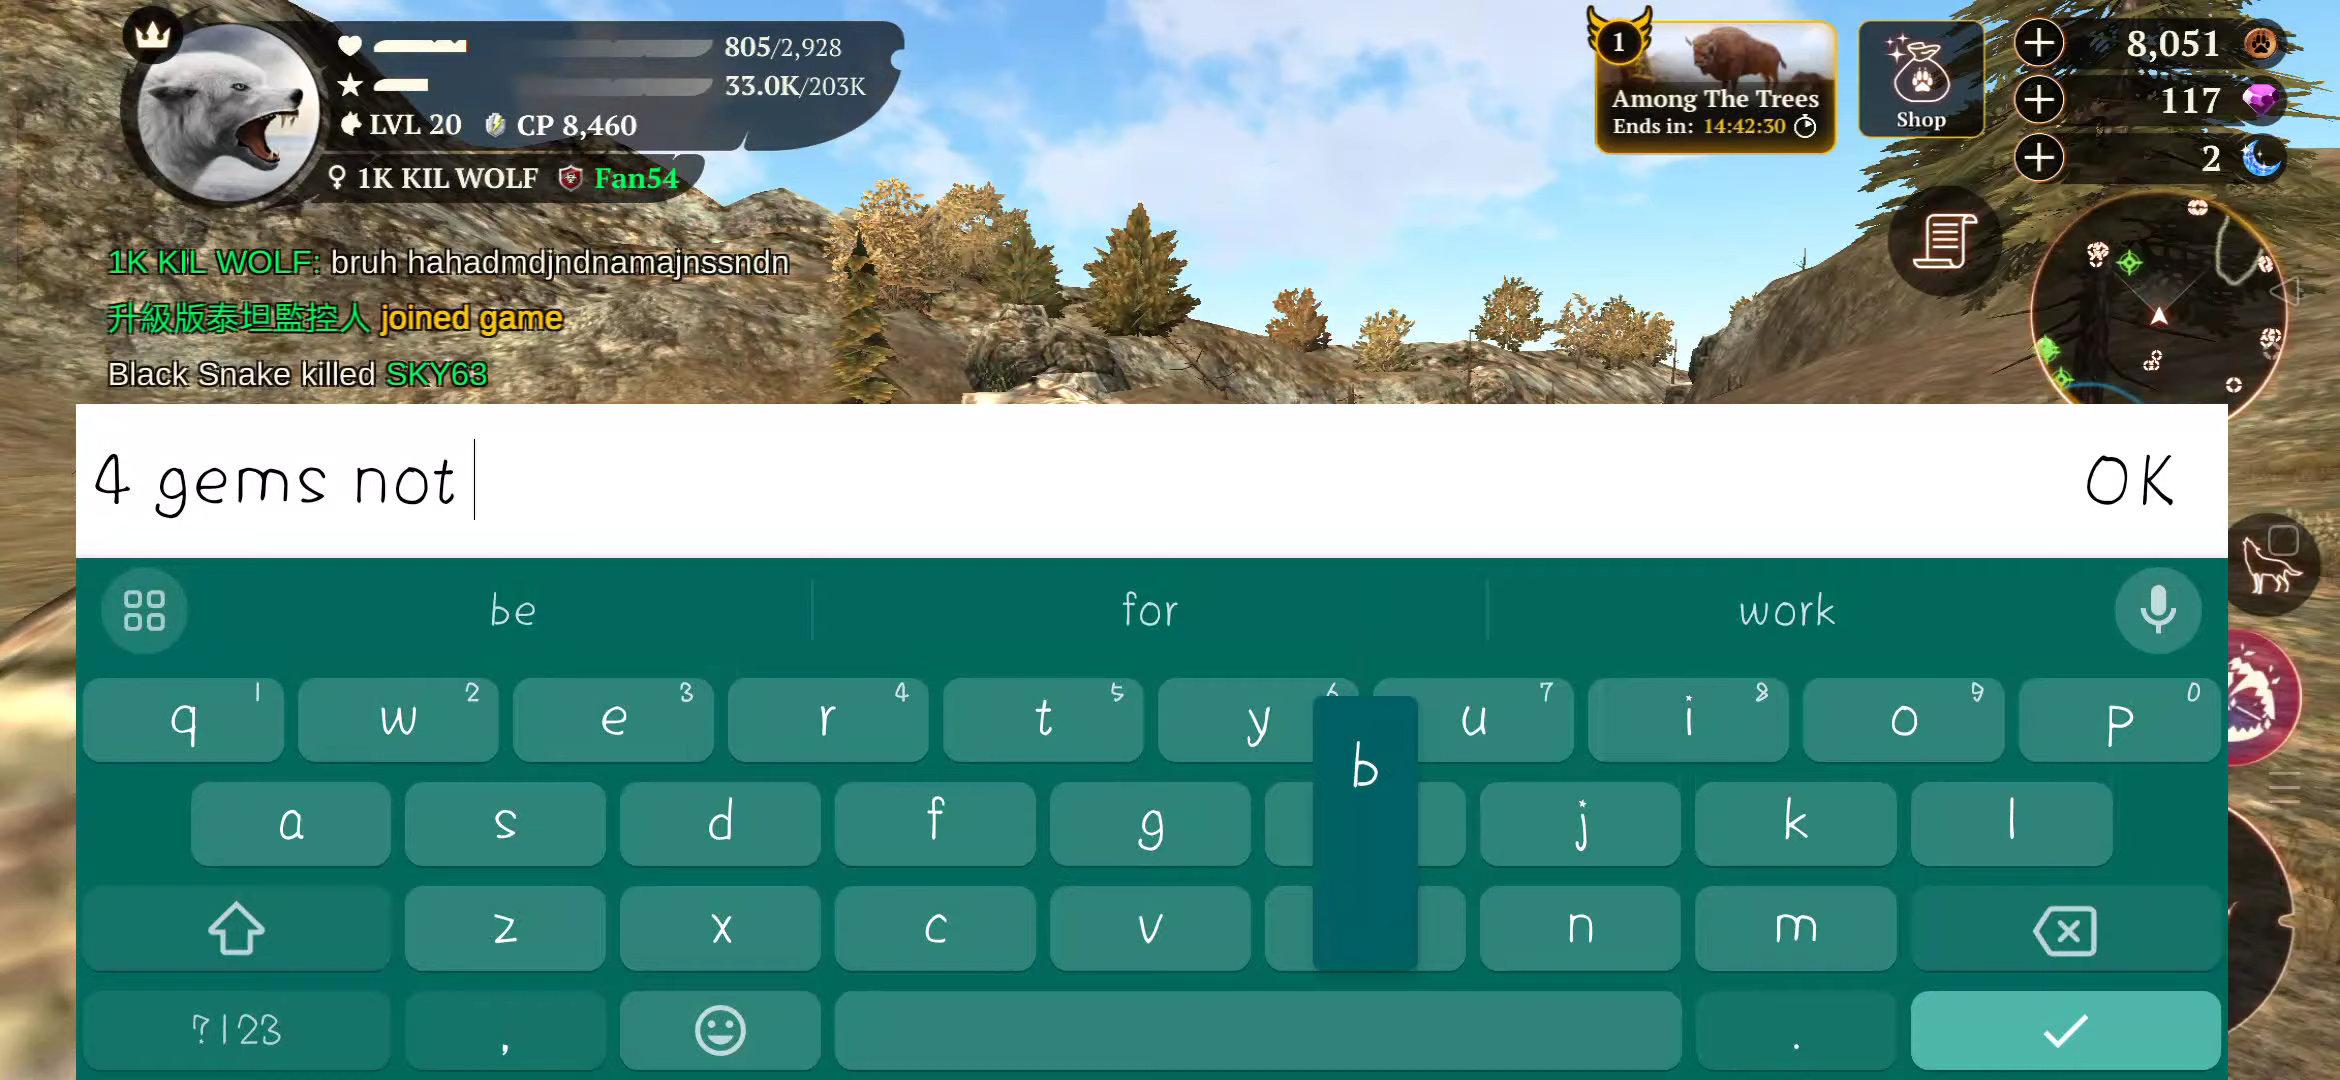 805/2,928
33.0K/203K
LVL 20 CP 8,460
1K KIL WOLF Fan54
1
Among The Trees
Ends in: 14:42:30
Shop
8,051
117
2
1K KIL WOLF: bruh hahadmdjndnamajnssndn
升級版泰坦監控人 joined game
Black Snake killed SKY63
4 gems not
OK
be for work
q 1 w 2 e 3 r 4 t 5 y 6 u 7 i 8 o 9 p 0
b
a s d f g j k l
z x c v n m
?123 , .